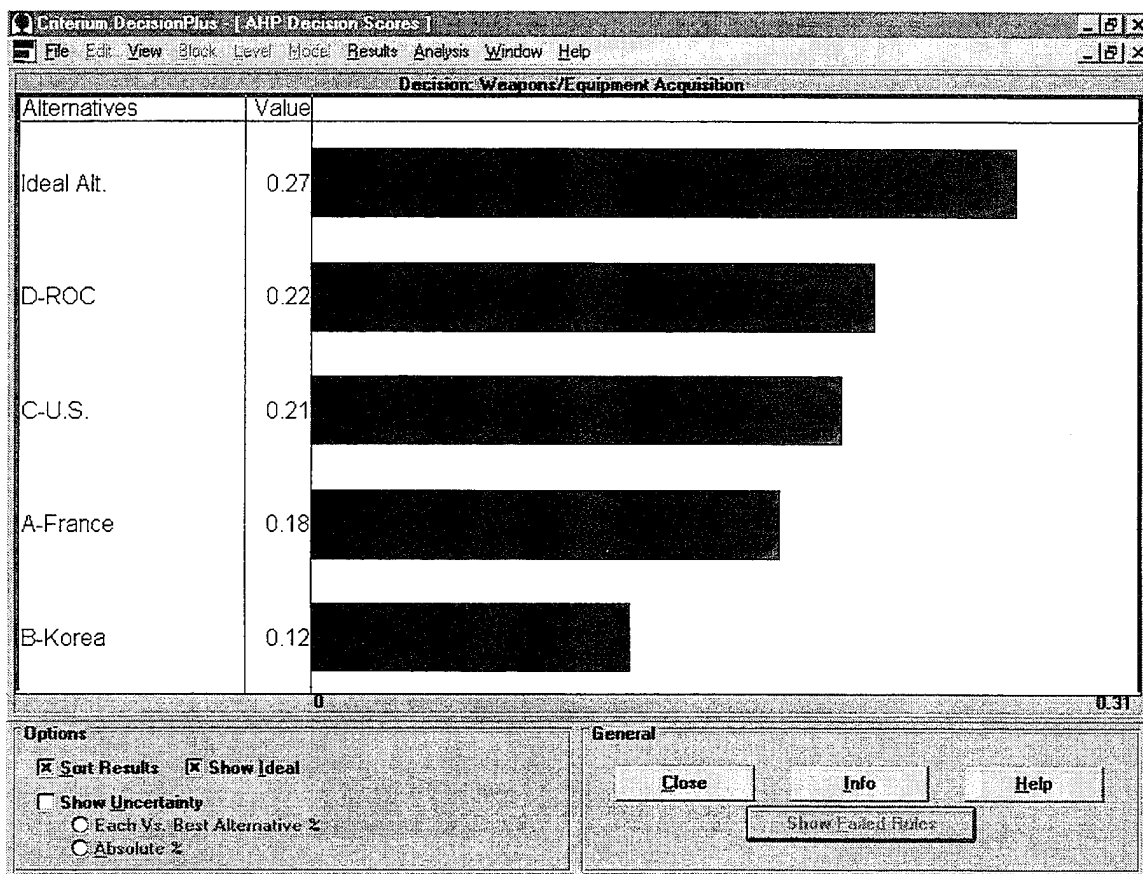 Criterium DecisionPlus - [ AHP Decision Scores ]
File Edit View Block Level Model Results Analysis Window Help
Decision: Weapons/Equipment Acquisition
Alternatives Value
Ideal Alt. 0.27
D-ROC 0.22
C-U.S. 0.21
A-France 0.18
B-Korea 0.12
0 0.31
Options General
Sort Results Show Ideal
Close Info Help
Show Uncertainty
Each Vs. Best Alternative %
Show Failed Rules
Absolute %